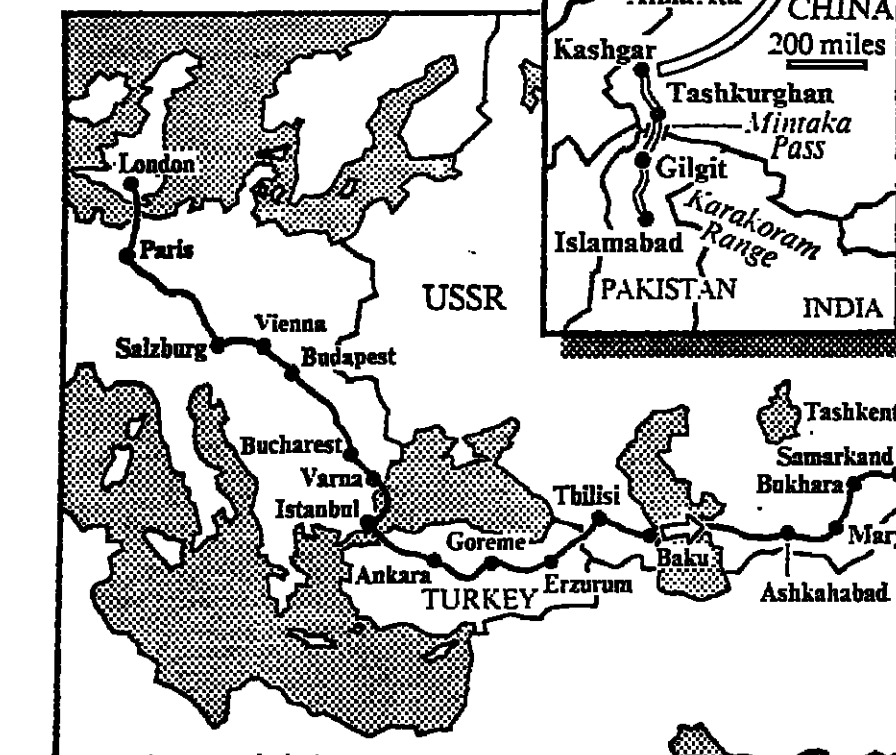 CHINA
200 miles
Kashgar
Tashkurghan
Mintaka
Pass
Gilgit
Karakoram
Range
Islamabad
PAKISTAN
INDIA
London
Paris
USSR
Vienna
Salzburg
Budapest
Bucharest
Varna
Istanbul
Tbilisi
Goreme
Ankara
Erzurum
TURKEY
Baku
Tashkent
Samarkand
Bukhara
Mar
Ashkahabad